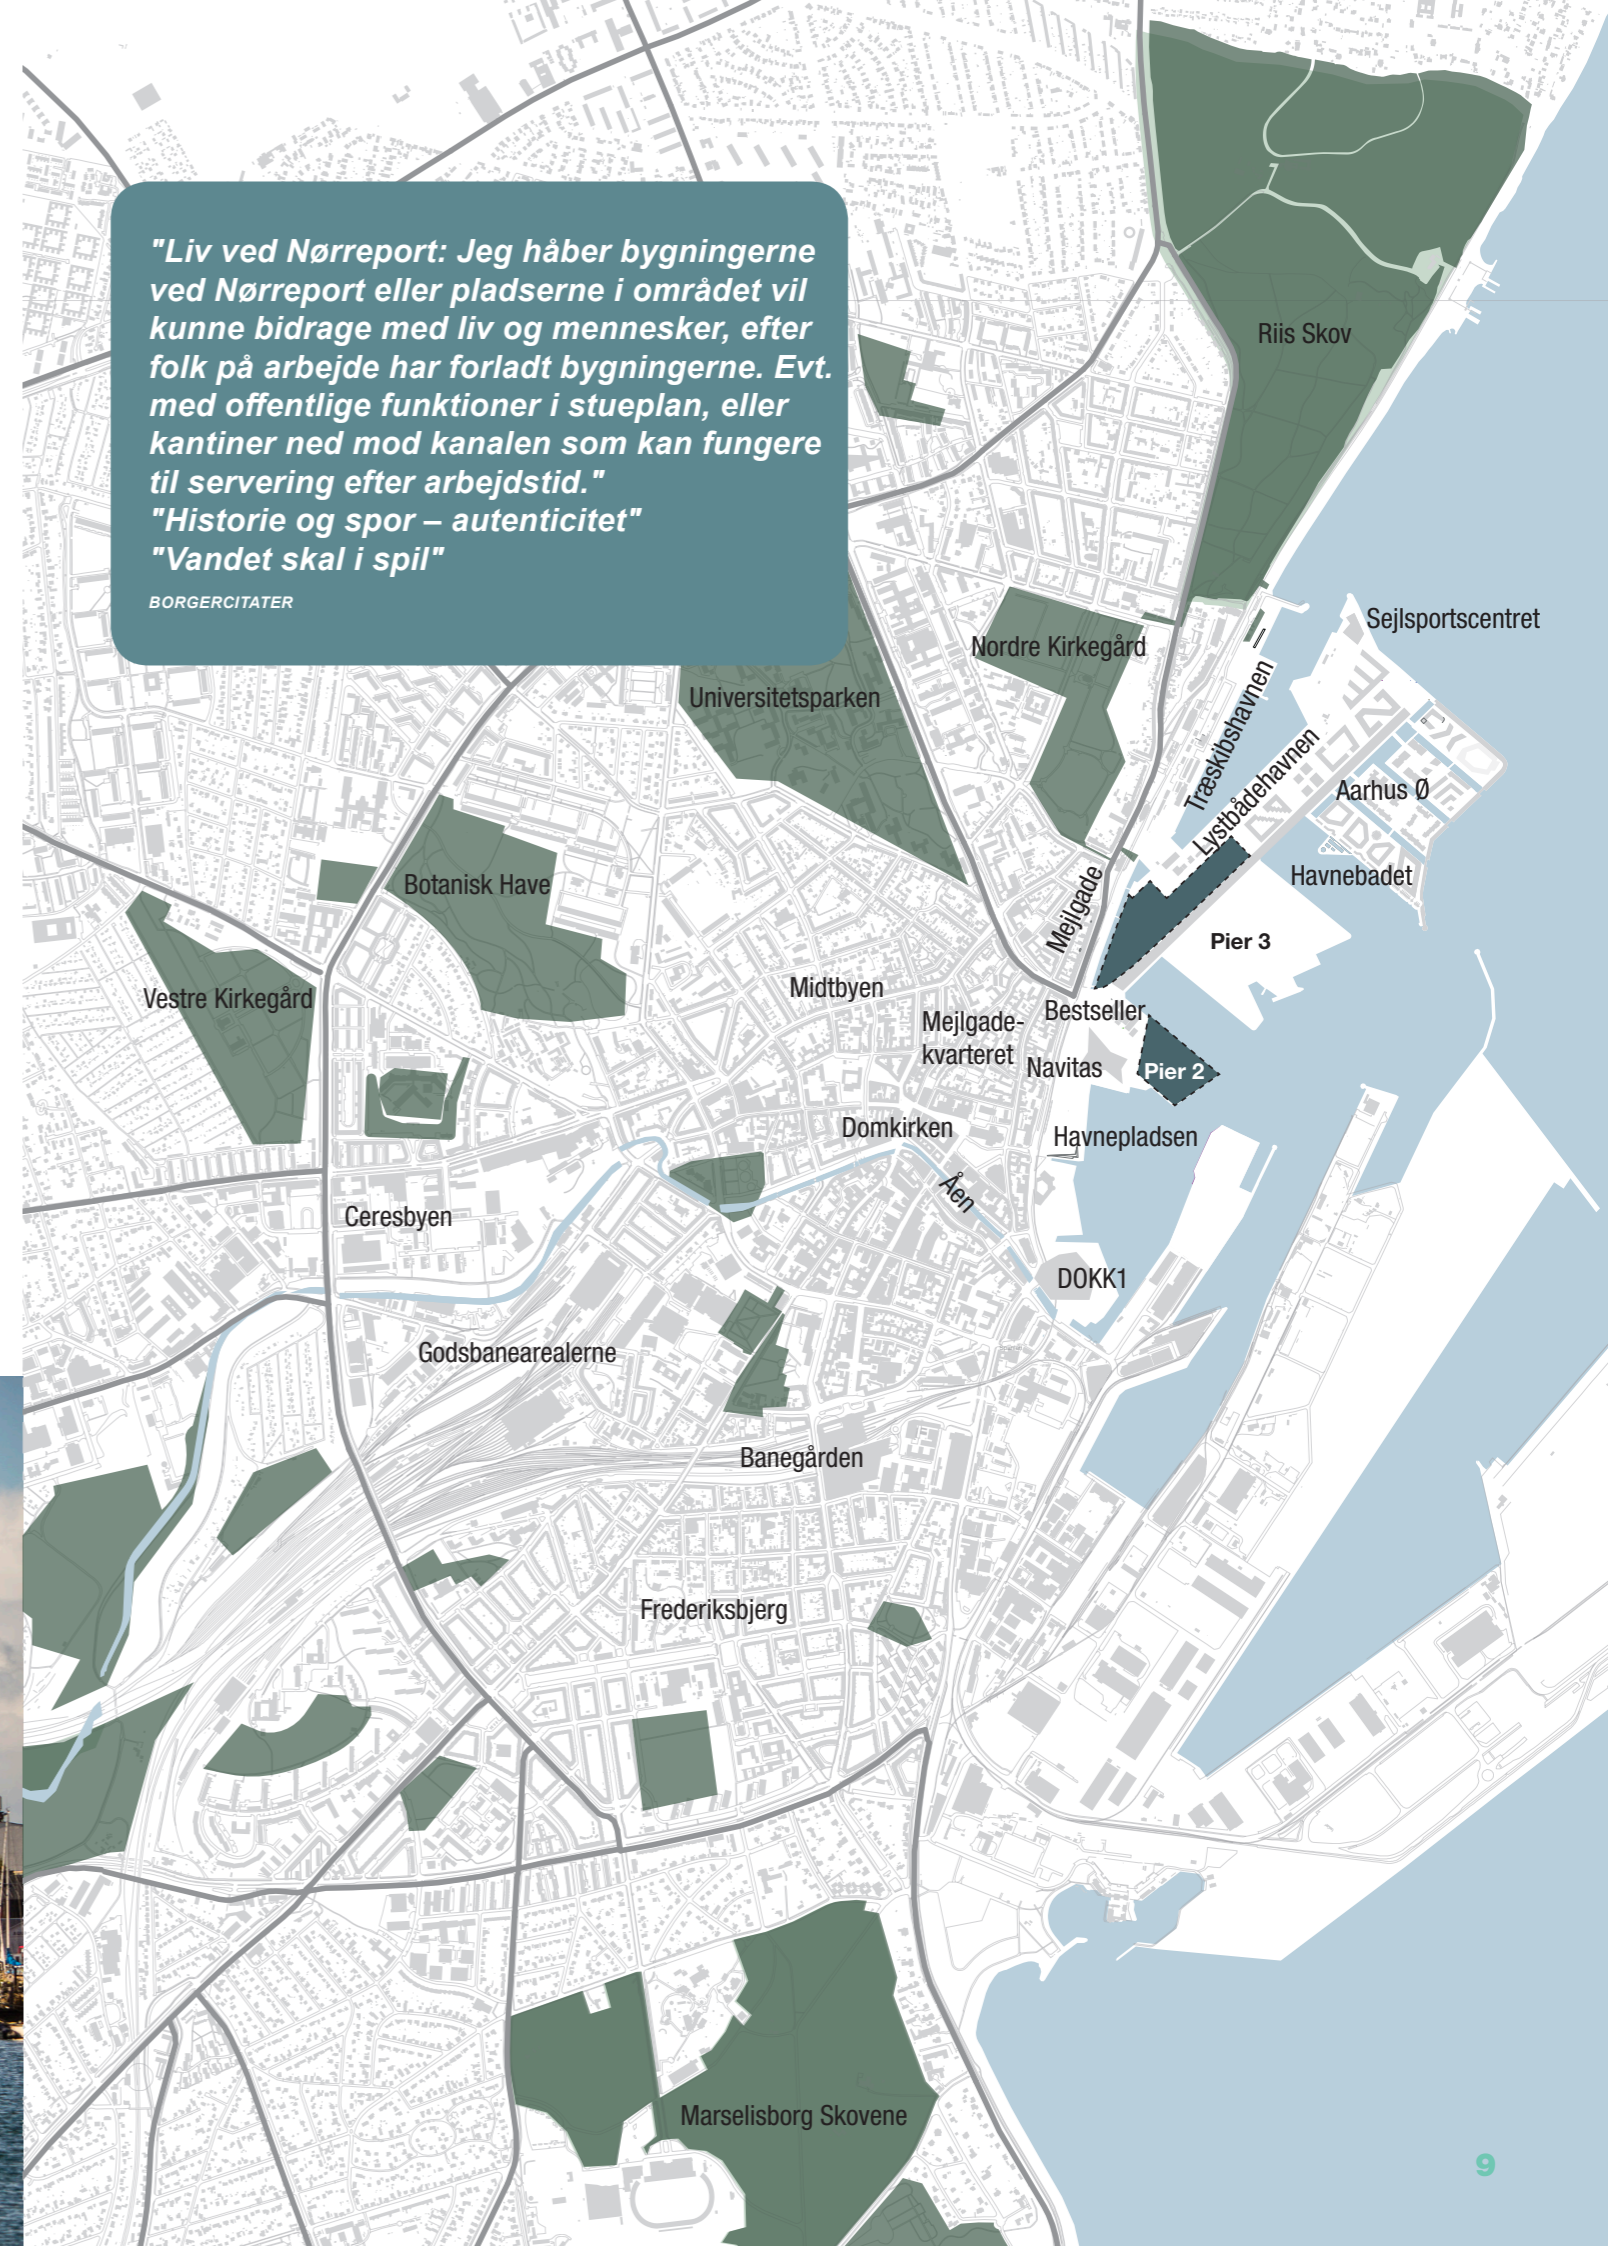 "Liv ved Nørreport: Jeg håber bygningerne
ved Nørreport eller pladserne i området vil
kunne bidrage med liv og mennesker, efter
folk på arbejde har forladt bygningerne. Evt.
med offentlige funktioner i stueplan, eller
kantiner ned mod kanalen som kan fungere
til servering efter arbejdstid."
"Historie og spor – autenticitet"
"Vandet skal i spil"
BORGERCITATER
Riis Skov
Sejlsportscentret
Nordre Kirkegård
Universitetsparken
Træskibshavnen
Lystbådehavnen
Aarhus Ø
Havnebadet
Botanisk Have
Mejlgade
Pier 3
Vestre Kirkegård
Midtbyen
Bestseller
Mejlgade-
kvarteret
Navitas
Pier 2
Domkirken
Havnepladsen
Åen
Ceresbyen
DOKK1
Godsbanearealerne
Banegården
Frederiksbjerg
Marselisborg Skovene
9